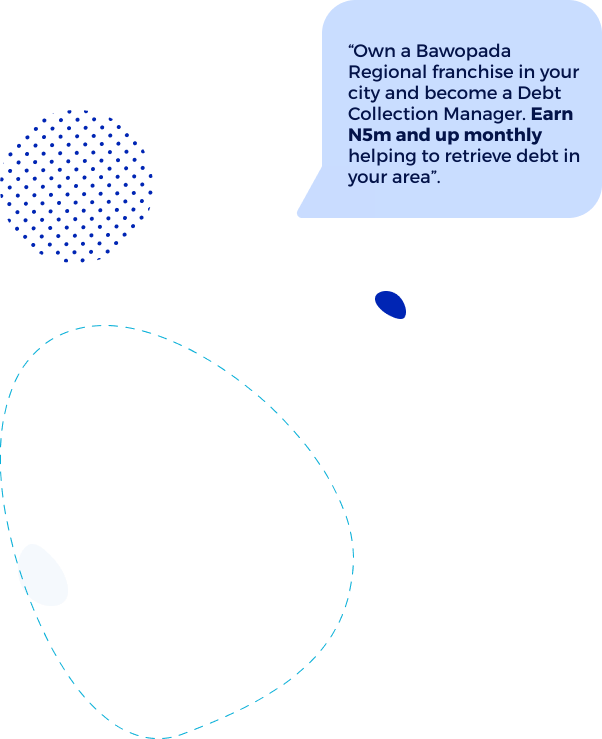 “Own a Bawopada
Regional franchise in your
city and become a Debt
Collection Manager. Earn
N5m and up monthly
helping to retrieve debt in
your area”.